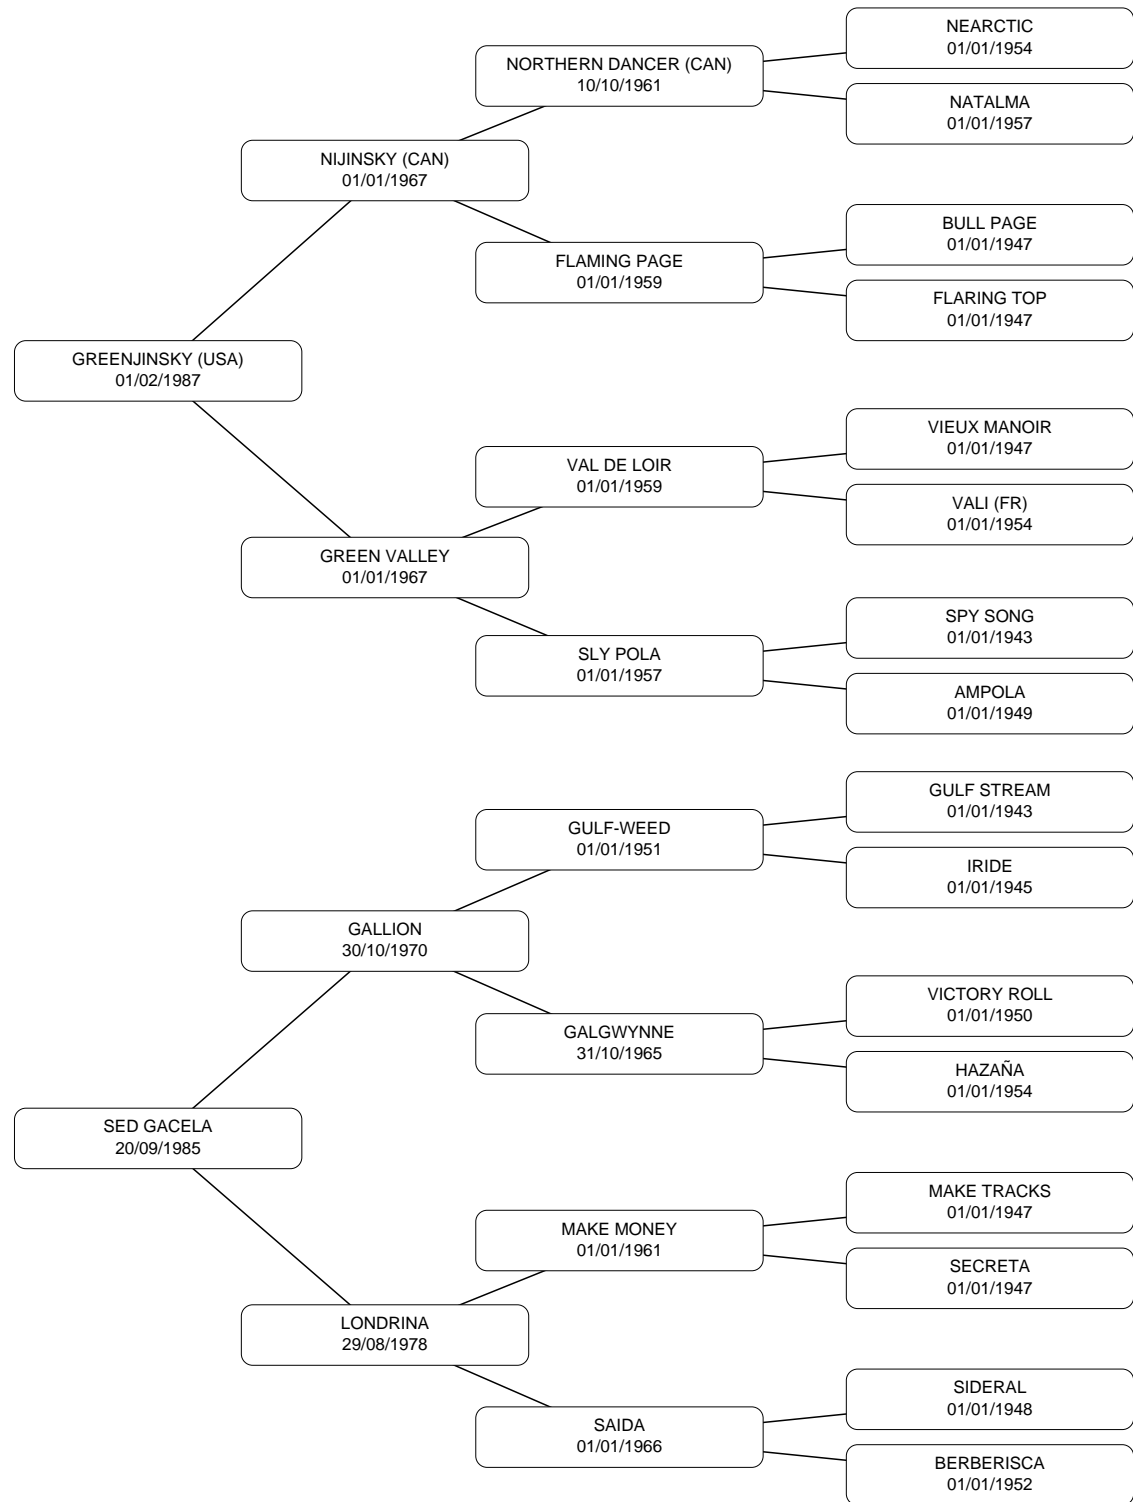 NEARCTIC
01/01/1954
NORTHERN DANCER (CAN)
10/10/1961
NATALMA
01/01/1957
NIJINSKY (CAN)
01/01/1967
BULL PAGE
01/01/1947
FLAMING PAGE
01/01/1959
FLARING TOP
01/01/1947
GREENJINSKY (USA)
01/02/1987
VIEUX MANOIR
01/01/1947
VAL DE LOIR
01/01/1959
VALI (FR)
01/01/1954
GREEN VALLEY
01/01/1967
SPY SONG
01/01/1943
SLY POLA
01/01/1957
AMPOLA
01/01/1949
GULF STREAM
01/01/1943
GULF-WEED
01/01/1951
IRIDE
01/01/1945
GALLION
30/10/1970
VICTORY ROLL
01/01/1950
GALGWYNNE
31/10/1965
HAZAÑA
01/01/1954
SED GACELA
20/09/1985
MAKE TRACKS
01/01/1947
MAKE MONEY
01/01/1961
SECRETA
01/01/1947
LONDRINA
29/08/1978
SIDERAL
01/01/1948
SAIDA
01/01/1966
BERBERISCA
01/01/1952